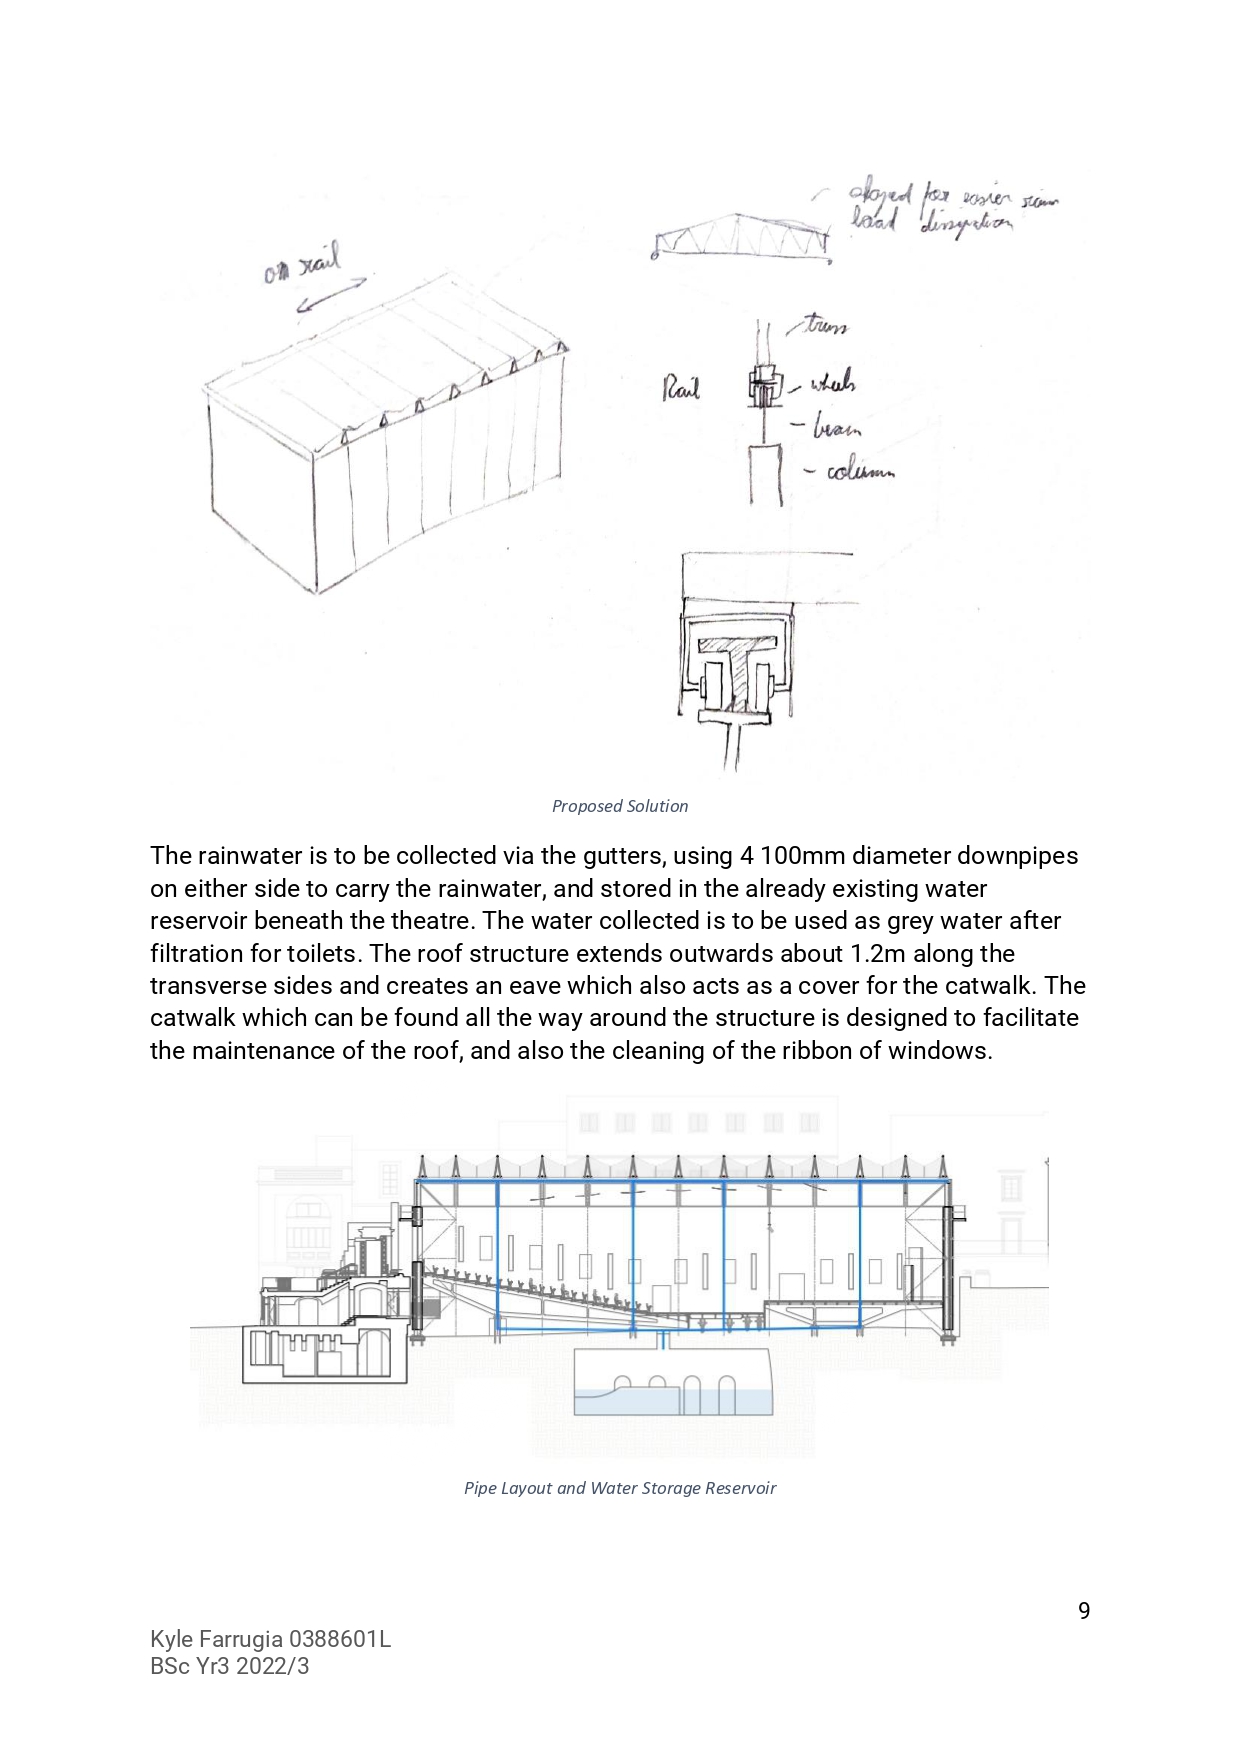 on rail
sloped for easier rain
load dissipation
truss
Rail
wheels
beam
column
Proposed Solution
The rainwater is to be collected via the gutters, using 4 100mm diameter downpipes
on either side to carry the rainwater, and stored in the already existing water
reservoir beneath the theatre. The water collected is to be used as grey water after
filtration for toilets. The roof structure extends outwards about 1.2m along the
transverse sides and creates an eave which also acts as a cover for the catwalk. The
catwalk which can be found all the way around the structure is designed to facilitate
the maintenance of the roof, and also the cleaning of the ribbon of windows.
Pipe Layout and Water Storage Reservoir
9
Kyle Farrugia 0388601L
BSc Yr3 2022/3